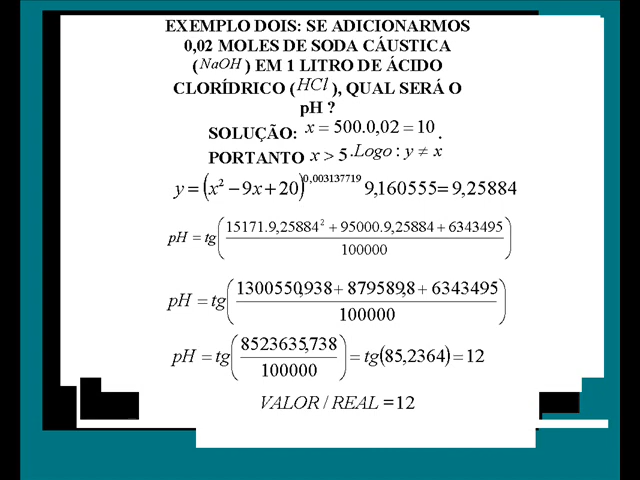 EXEMPLO DOIS: SE ADICIONARMOS
0,02 MOLES DE SODA CÁUSTICA
(NaOH) EM 1 LITRO DE ÁCIDO
CLORÍDRICO (HCl), QUAL SERÁ O
pH ?
SOLUÇÃO: x = 500.0,02 = 10 .
PORTANTO x > 5 .Logo : y ≠ x
y = (x² − 9x + 20)^0,003137719 9,160555 = 9,25884
pH = tg(15171.9,25884² + 95000.9,25884 + 6343495 / 100000)
pH = tg(1300550,938 + 879589,8 + 6343495 / 100000)
pH = tg(8523635,738 / 100000) = tg(85,2364) = 12
VALOR / REAL = 12